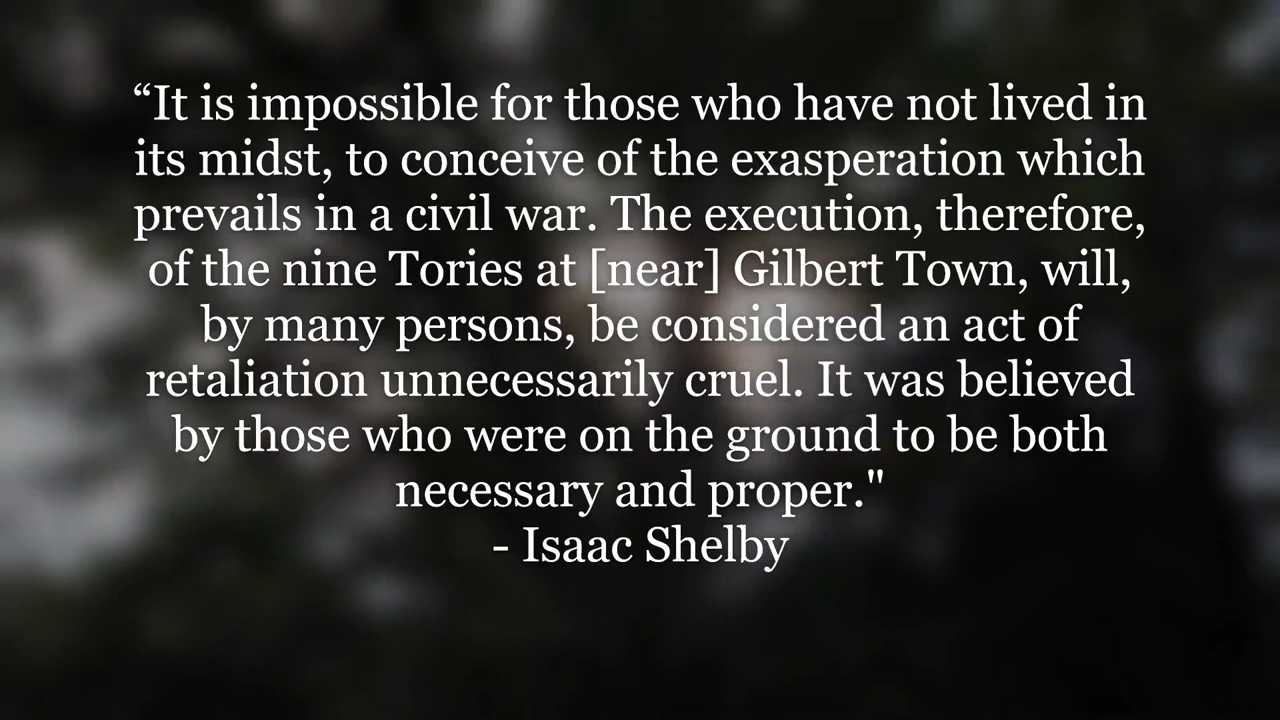 “It is impossible for those who have not lived in
its midst, to conceive of the exasperation which
prevails in a civil war. The execution, therefore,
of the nine Tories at [near] Gilbert Town, will,
by many persons, be considered an act of
retaliation unnecessarily cruel. It was believed
by those who were on the ground to be both
necessary and proper."
- Isaac Shelby